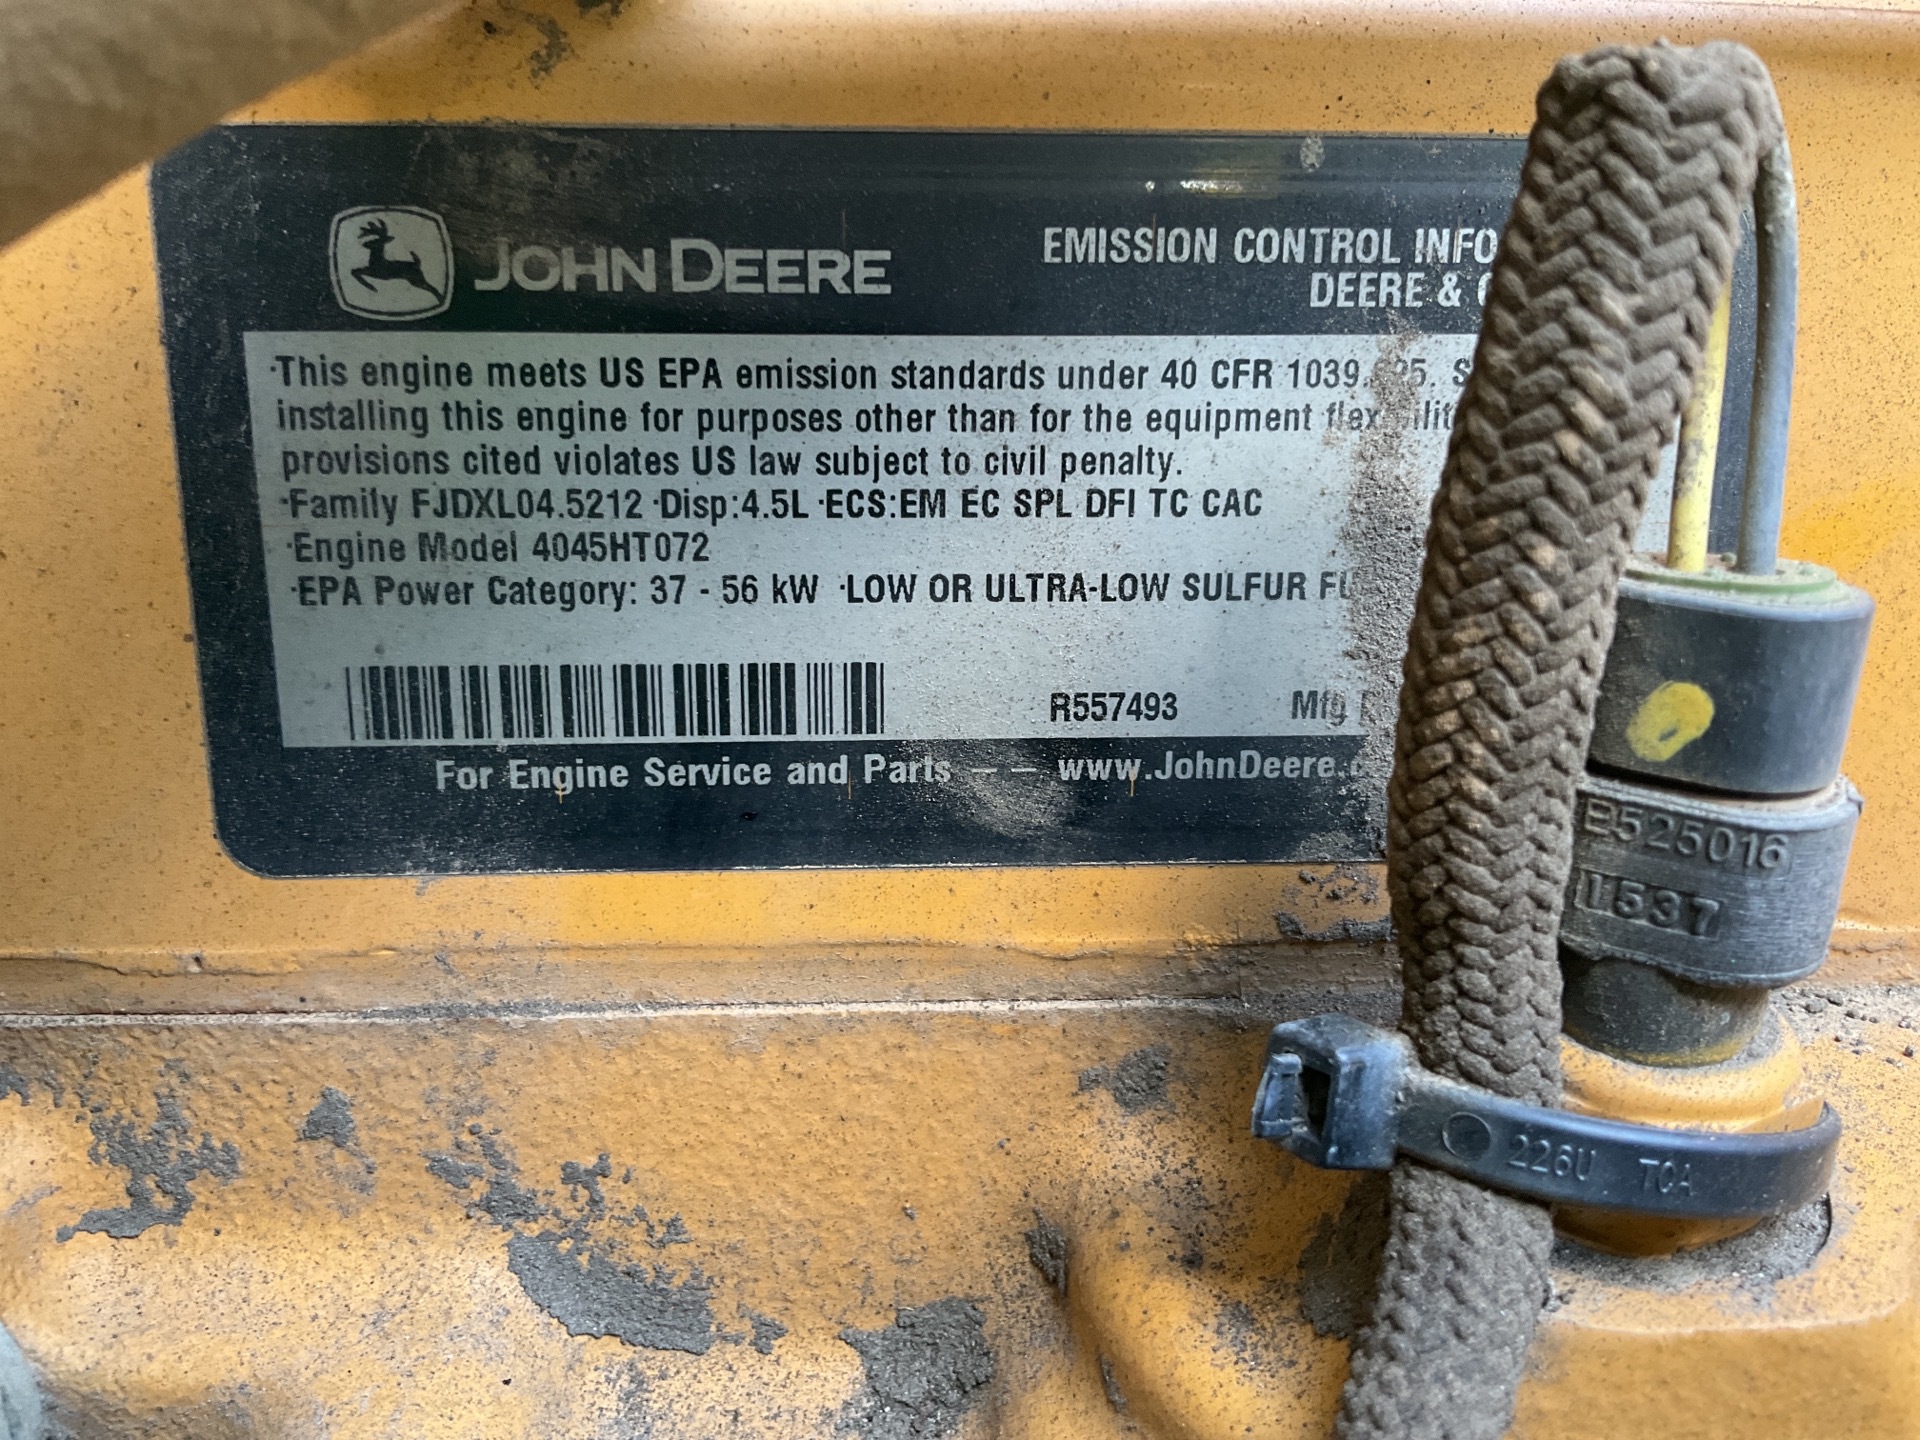 JOHN DEERE
EMISSION CONTROL
DEERE &
·This engine meets US EPA emission standards under 40 CFR
installing this engine for purposes other than for the equipment
provisions cited violates US law subject to civil penalty.
·Family FJDXL04.5212 ·Disp:4.5L ·ECS:EM EC SPL DFI TC CAC
·Engine Model 4045HT072
·EPA Power Category: 37 - 56 kW ·LOW OR ULTRA-LOW SULFUR
R557493 Mfg
For Engine Service and Parts – – www.JohnDeere.
E525016
1537
226U TCA